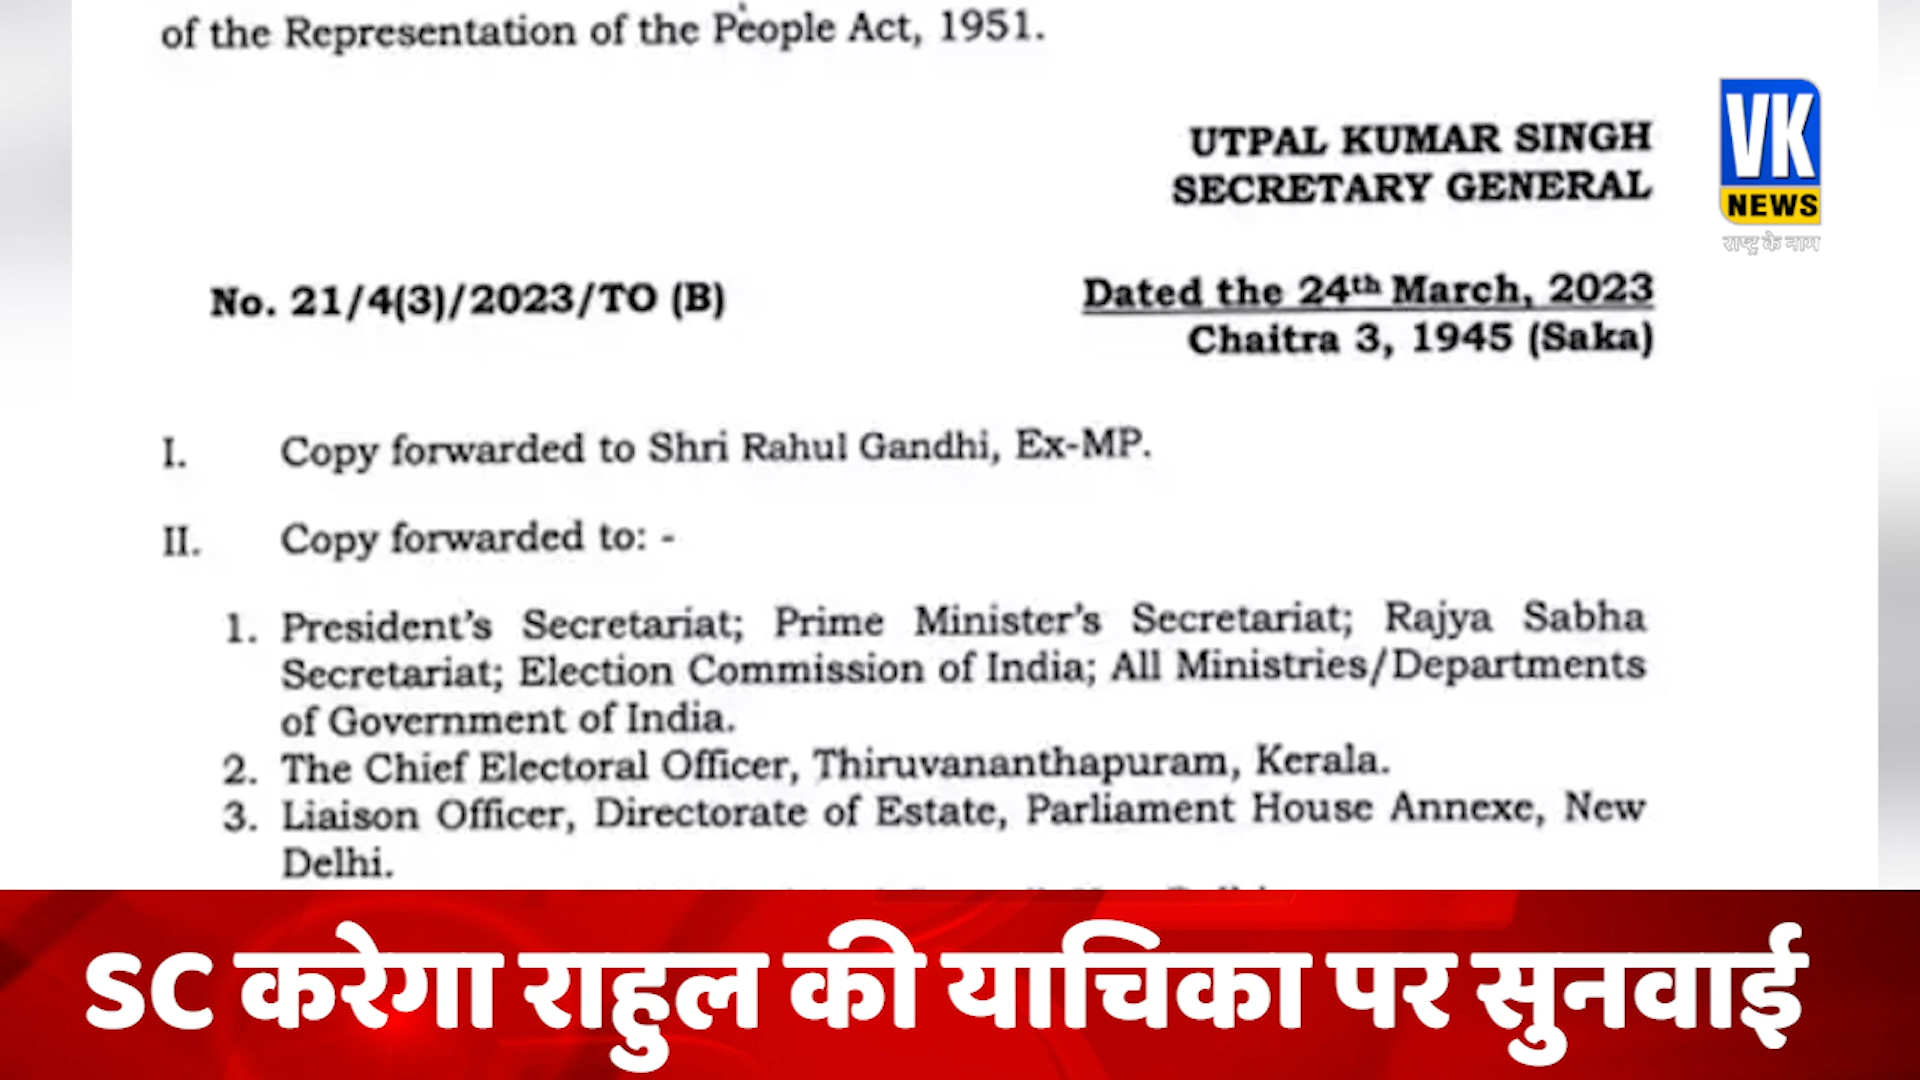 of the Representation of the People Act, 1951.
VK
NEWS
राष्ट्र के नाम
UTPAL KUMAR SINGH
SECRETARY GENERAL
No. 21/4(3)/2023/TO (B)
Dated the 24th March, 2023
Chaitra 3, 1945 (Saka)
I. Copy forwarded to Shri Rahul Gandhi, Ex-MP.
II. Copy forwarded to: -
1. President's Secretariat; Prime Minister's Secretariat; Rajya Sabha
Secretariat; Election Commission of India; All Ministries/Departments
of Government of India.
2. The Chief Electoral Officer, Thiruvananthapuram, Kerala.
3. Liaison Officer, Directorate of Estate, Parliament House Annexe, New
Delhi.
SC करेगा राहुल की याचिका पर सुनवाई